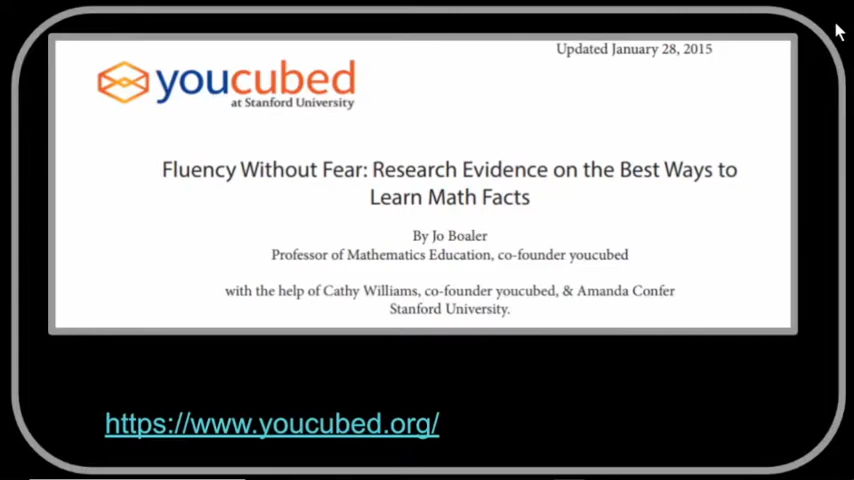 Updated January 28, 2015
youcubed
at Stanford University
Fluency Without Fear: Research Evidence on the Best Ways to
Learn Math Facts
By Jo Boaler
Professor of Mathematics Education, co-founder youcubed
with the help of Cathy Williams, co-founder youcubed, & Amanda Confer
Stanford University.
https://www.youcubed.org/